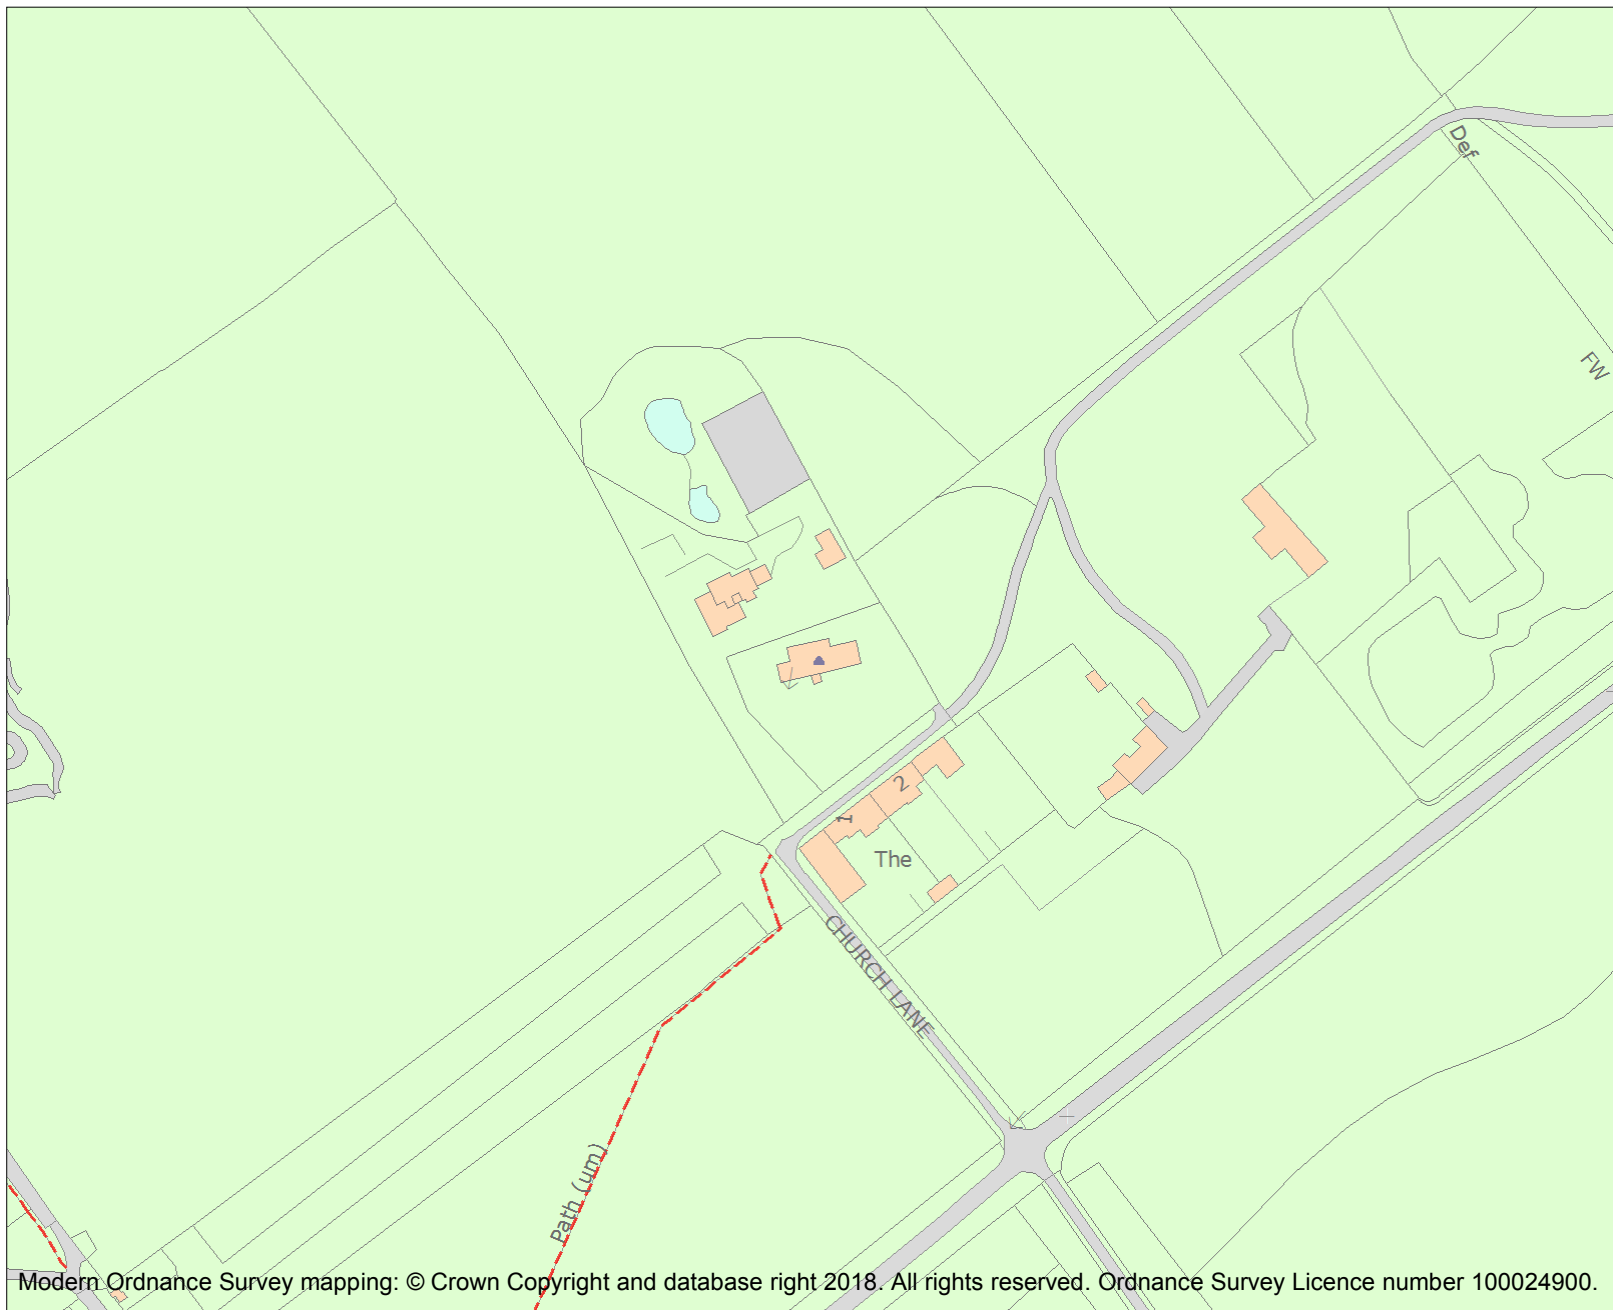 Def
FW
2
1
The
CHURCH LANE
Path (um)
Modern Ordnance Survey mapping: © Crown Copyright and database right 2018. All rights reserved. Ordnance Survey Licence number 100024900.